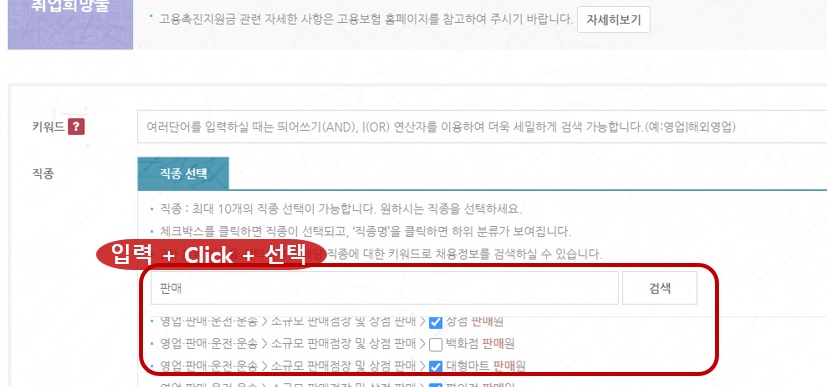 취업희망풀
• 고용촉진지원금 관련 자세한 사항은 고용보험 홈페이지를 참고하여 주시기 바랍니다.
자세히보기
키워드 ?
여러단어를 입력하실 때는 띄어쓰기(AND), |(OR) 연산자를 이용하여 더욱 세밀하게 검색 가능합니다. (예:영업|해외영업)
직종
직종 선택
• 직종 : 최대 10개의 직종 선택이 가능합니다. 원하시는 직종을 선택하세요.
• 체크박스를 클릭하면 직종이 선택되고, '직종명'을 클릭하면 하위 분류가 보여집니다.
직종에 대한 키워드로 채용정보를 검색하실 수 있습니다.
입력 + Click + 선택
판매
검색
• 영업·판매·운전·운송 > 소규모 판매점장 및 상점 판매 > 상점 판매원
• 영업·판매·운전·운송 > 소규모 판매점장 및 상점 판매 > 백화점 판매원
• 영업·판매·운전·운송 > 소규모 판매점장 및 상점 판매 > 대형마트 판매원